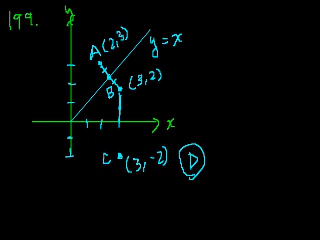 199.
y
A (2,3)
y = x
B (3,2)
x
C (3,-2) D